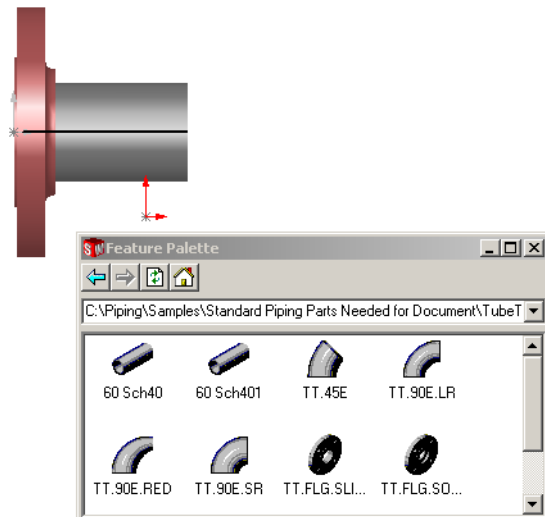 Feature Palette
C:\Piping\Samples\Standard Piping Parts Needed for Document\TubeT
60 Sch40 60 Sch401 TT.45E TT.90E.LR
TT.90E.RED TT.90E.SR TT.FLG.SLI... TT.FLG.SO...